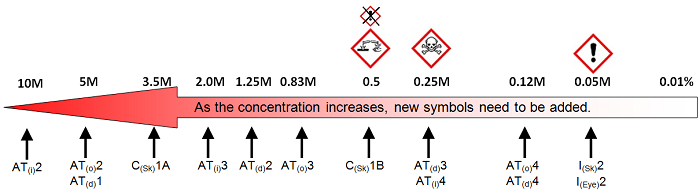 10M 5M 3.5M 2.0M 1.25M 0.83M 0.5 0.25M 0.12M 0.05M 0.01%
As the concentration increases, new symbols need to be added.
AT(i)2 AT(o)2 C(Sk)1A AT(i)3 AT(d)2 AT(o)3 C(Sk)1B AT(d)3 AT(o)4 I(Sk)2
AT(d)1 AT(i)4 AT(d)4 I(Eye)2